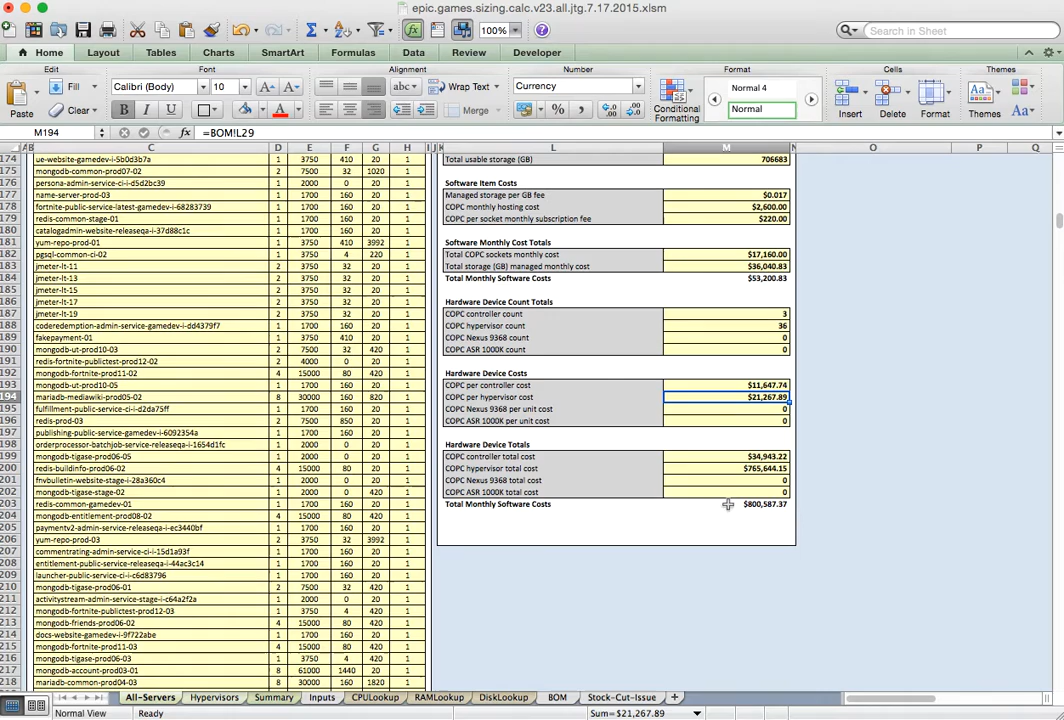 epic.games.sizing.calc.v23.all.jtg.7.17.2015.xlsm
100%
Search in Sheet
Home Layout Tables Charts SmartArt Formulas Data Review Developer
Edit Font Alignment Number Format Cells Themes
Fill Calibri (Body) 10 A A abc Wrap Text Currency Normal 4
Paste Clear B I U A Merge % Conditional Formatting Normal Insert Delete Format Themes Aa
M194 fx =BOM!L29
A B C D E F G H I J K L M N O P Q
174 ue-website-gamedev-i-5b0d3b7a 1 3750 410 20 1 Total usable storage (GB) 706683
175 mongodb-common-prod07-02 2 7500 32 1020 1
176 persona-admin-service-ci-i-d5d2bc39 1 2000 0 20 1 Software Item Costs
177 name-server-prod-03 1 1700 160 20 1 Managed storage per GB fee $0.017
178 fortnite-public-service-latest-gamedev-i-68283739 1 1700 160 20 1 COPC monthly hosting cost $2,600.00
179 redis-common-stage-01 1 1700 160 20 1 COPC per socket monthly subscription fee $220.00
180 catalogadmin-website-releaseqa-i-37d88c1c 1 1700 160 20 1
181 yum-repo-prod-01 1 3750 410 3992 1 Software Monthly Cost Totals
182 pgsql-common-ci-02 1 3750 4 220 1 Total COPC sockets monthly cost $17,160.00
183 jmeter-lt-11 2 3750 32 20 1 Total storage (GB) managed monthly cost $36,040.83
184 jmeter-lt-13 2 3750 32 20 1 Total Monthly Software Costs $53,200.83
185 jmeter-lt-15 2 3750 32 20 1
186 jmeter-lt-17 2 3750 32 20 1 Hardware Device Count Totals
187 jmeter-lt-19 2 3750 32 20 1 COPC controller count 3
188 coderedemption-admin-service-gamedev-i-dd4379f7 1 1700 160 20 1 COPC hypervisor count 36
189 fakepayment-01 1 3750 410 20 1 COPC Nexus 9368 count 0
190 mongodb-ut-prod10-03 2 7500 32 420 1 COPC ASR 1000K count 0
191 redis-fortnite-publictest-prod12-02 2 4000 0 20 1
192 mongodb-fortnite-prod11-02 4 15000 80 420 1 Hardware Device Costs
193 mongodb-ut-prod10-05 1 1700 160 20 1 COPC per controller cost $11,647.74
194 mariadb-mediawiki-prod05-02 8 30000 160 820 1 COPC per hypervisor cost $21,267.89
195 fulfillment-public-service-ci-i-d2da75ff 1 1700 160 20 1 COPC Nexus 9368 per unit cost 0
196 redis-prod-03 2 7500 850 20 1 COPC ASR 1000K per unit cost 0
197 publishing-public-service-gamedev-i-6092354a 1 1700 160 20 1
198 orderprocessor-batchjob-service-gamedev-i-1654d1fc 1 2000 0 20 1 Hardware Device Totals
199 mongodb-tigase-prod06-05 1 1700 160 20 1 COPC controller total cost $34,943.22
200 redis-buildinfo-prod06-02 4 15000 80 20 1 COPC hypervisor total cost $765,644.15
201 fnvbulletin-website-stage-i-28a360c4 1 2000 0 20 1 COPC Nexus 9368 total cost 0
202 mongodb-tigase-stage-02 1 2000 0 420 1 COPC ASR 1000K total cost 0
203 redis-common-gamedev-01 1 1700 160 20 1 Total Monthly Software Costs $800,587.37
204 mongodb-entitlement-prod08-02 4 15000 80 420 1
205 paymentv2-admin-service-releaseqa-i-ec3440bf 1 1700 160 20 1
206 yum-repo-prod-03 2 7500 32 3992 1
207 commentrating-admin-service-ci-i-15d1a93f 1 1700 160 20 1
208 entitlement-public-service-gamedev-i-44ac3c14 1 1700 160 20 1
209 launcher-public-service-ci-i-c6d83796 1 1700 160 20 1
210 mongodb-tigase-prod06-01 2 7500 32 420 1
211 activitystream-admin-service-stage-i-c64a2f2a 1 2000 0 20 1
212 mongodb-fortnite-publictest-prod12-03 1 3750 4 420 1
213 mongodb-friends-prod06-02 4 15000 80 420 1
214 docs-website-gamedev-i-9f722abe 1 1700 160 20 1
215 mongodb-fortnite-prod11-03 4 15000 80 420 1
216 mongodb-tigase-prod06-03 1 3750 4 420 1
217 mongodb-account-prod03-01 8 61000 1440 20 1
218 mariadb-common-prod04-03 8 30000 160 1820 1
All-Servers Hypervisors Summary Inputs CPULookup RAMLookup DiskLookup BOM Stock-Cut-Issue
Normal View Ready Sum=$21,267.89